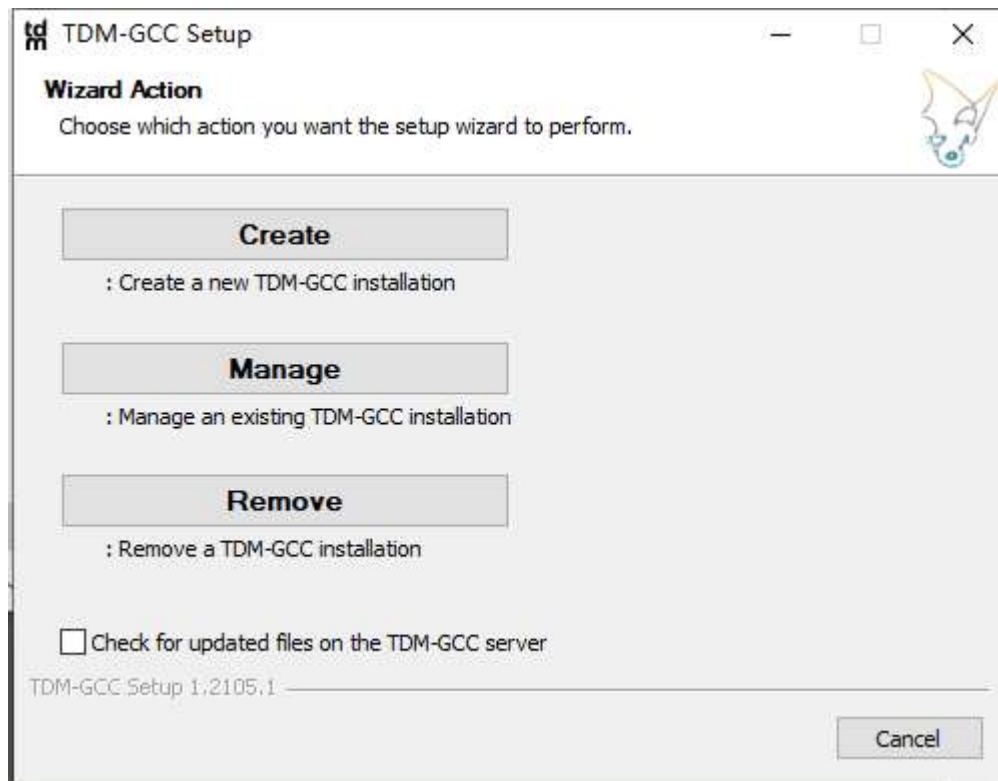 tdm TDM-GCC Setup
Wizard Action
Choose which action you want the setup wizard to perform.
Create
: Create a new TDM-GCC installation
Manage
: Manage an existing TDM-GCC installation
Remove
: Remove a TDM-GCC installation
Check for updated files on the TDM-GCC server
TDM-GCC Setup 1.2105.1
Cancel